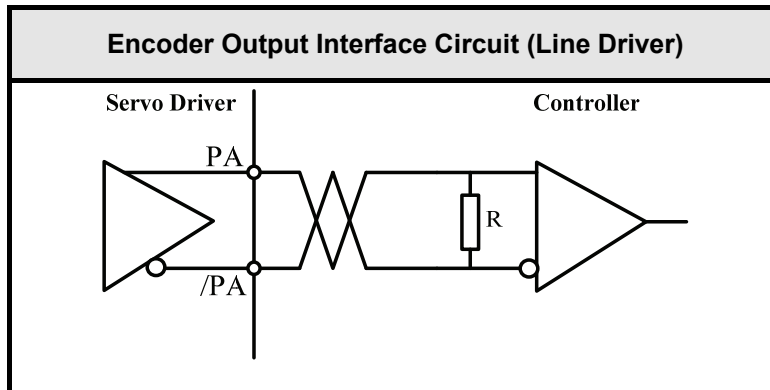 Encoder Output Interface Circuit (Line Driver)
Servo Driver
Controller
PA
R
/PA